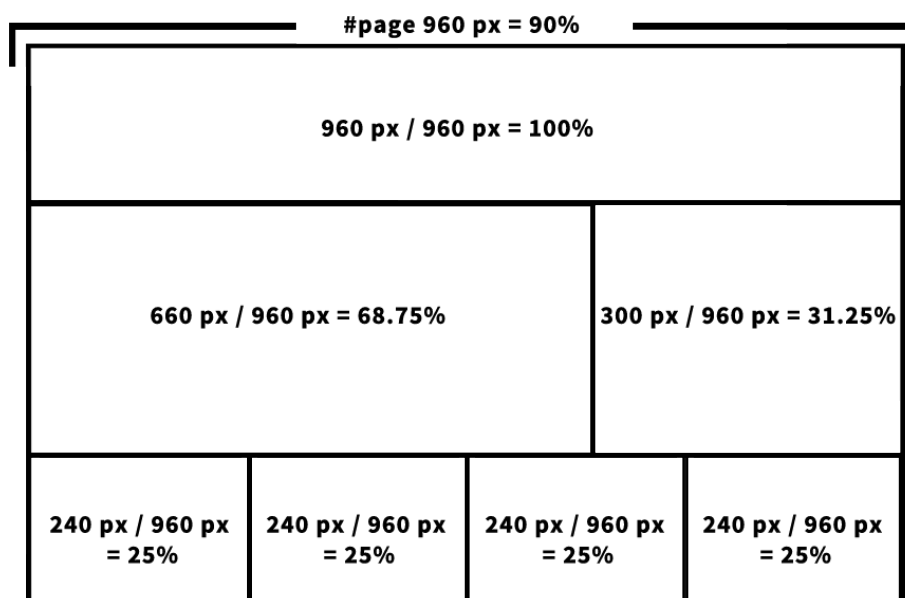 #page 960 px = 90%
960 px / 960 px = 100%
660 px / 960 px = 68.75%
300 px / 960 px = 31.25%
240 px / 960 px
= 25%
240 px / 960 px
= 25%
240 px / 960 px
= 25%
240 px / 960 px
= 25%